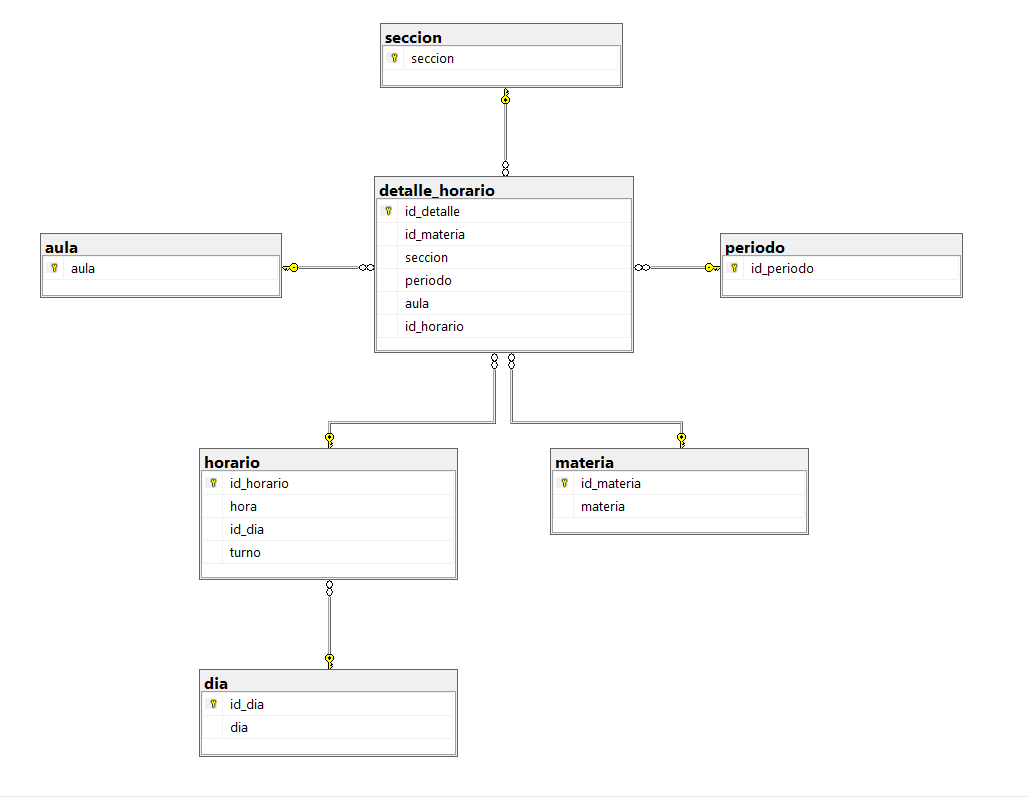 seccion
seccion
detalle_horario
id_detalle
id_materia
seccion
periodo
aula
id_horario
aula
aula
periodo
id_periodo
horario
id_horario
hora
id_dia
turno
materia
id_materia
materia
dia
id_dia
dia